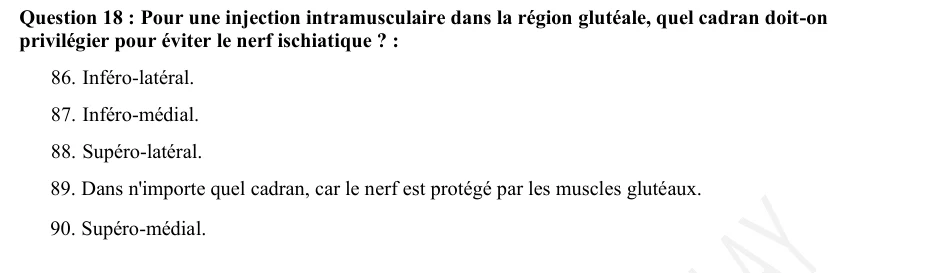 Question 18 : Pour une injection intramusculaire dans la région glutéale, quel cadran doit-on
privilégier pour éviter le nerf ischiatique ? :
86. Inféro-latéral.
87. Inféro-médial.
88. Supéro-latéral.
89. Dans n'importe quel cadran, car le nerf est protégé par les muscles glutéaux.
90. Supéro-médial.